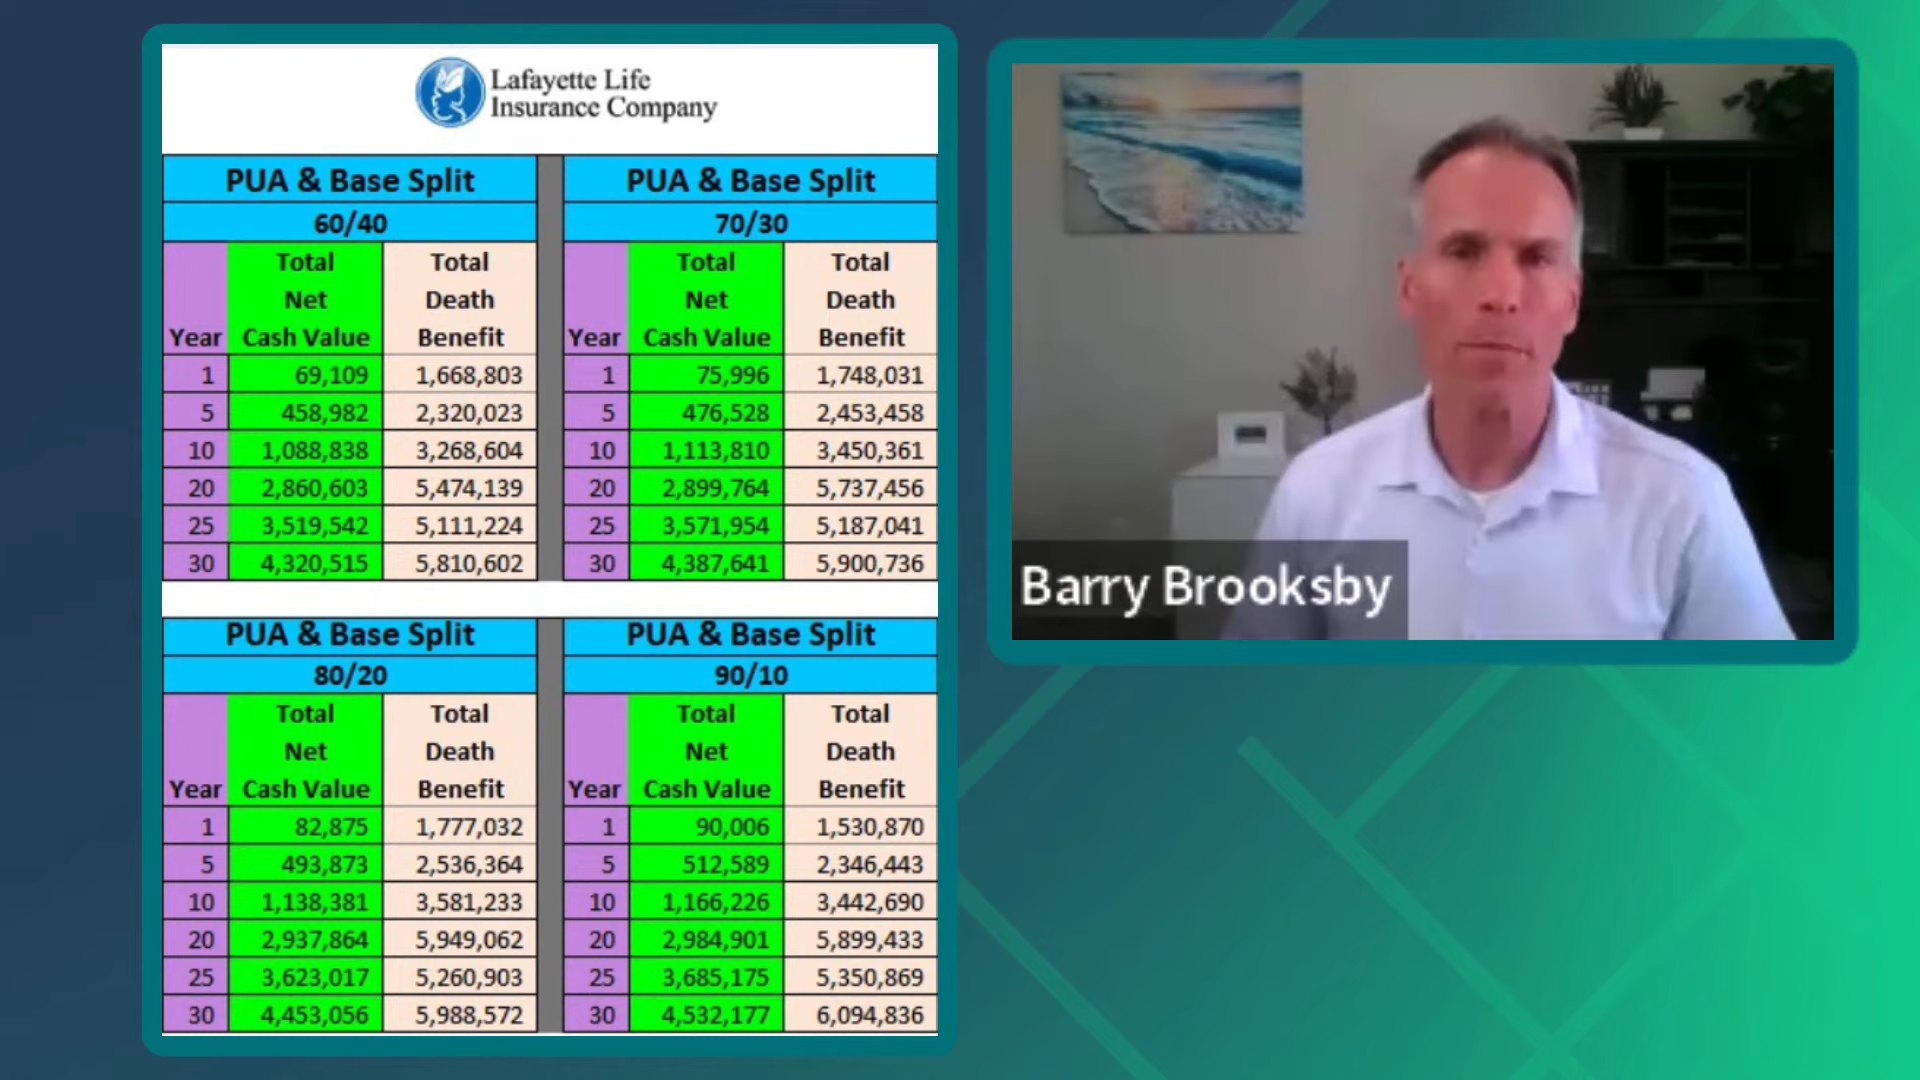 Lafayette Life
Insurance Company
PUA & Base Split
60/40
Year Total Net Cash Value Total Death Benefit
1 69,109 1,668,803
5 458,982 2,320,023
10 1,088,838 3,268,604
20 2,860,603 5,474,139
25 3,519,542 5,111,224
30 4,320,515 5,810,602
PUA & Base Split
70/30
Year Total Net Cash Value Total Death Benefit
1 75,996 1,748,031
5 476,528 2,453,458
10 1,113,810 3,450,361
20 2,899,764 5,737,456
25 3,571,954 5,187,041
30 4,387,641 5,900,736
PUA & Base Split
80/20
Year Total Net Cash Value Total Death Benefit
1 82,875 1,777,032
5 493,873 2,536,364
10 1,138,381 3,581,233
20 2,937,864 5,949,062
25 3,623,017 5,260,903
30 4,453,056 5,988,572
PUA & Base Split
90/10
Year Total Net Cash Value Total Death Benefit
1 90,006 1,530,870
5 512,589 2,346,443
10 1,166,226 3,442,690
20 2,984,901 5,899,433
25 3,685,175 5,350,869
30 4,532,177 6,094,836
Barry Brooksby